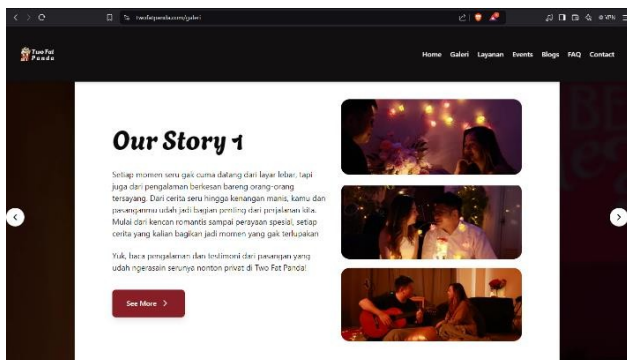 twofatpanda.com/galeri
VPN
Two Fat
Panda
Home Galeri Layanan Events Blogs FAQ Contact
Our Story 1
Setiap momen seru gak cuma datang dari layar lebar, tapi
juga dari pengalaman berkesan bareng orang-orang
tersayang. Dari cerita seru hingga kenangan manis, kamu dan
pasanganmu udah jadi bagian penting dari perjalanan kita.
Mulai dari kencan romantis sampai perayaan spesial, setiap
cerita yang kalian bagikan jadi momen yang gak terlupakan
Yuk, baca pengalaman dan testimoni dari pasangan yang
udah ngerasain serunya nonton privat di Two Fat Panda!
See More